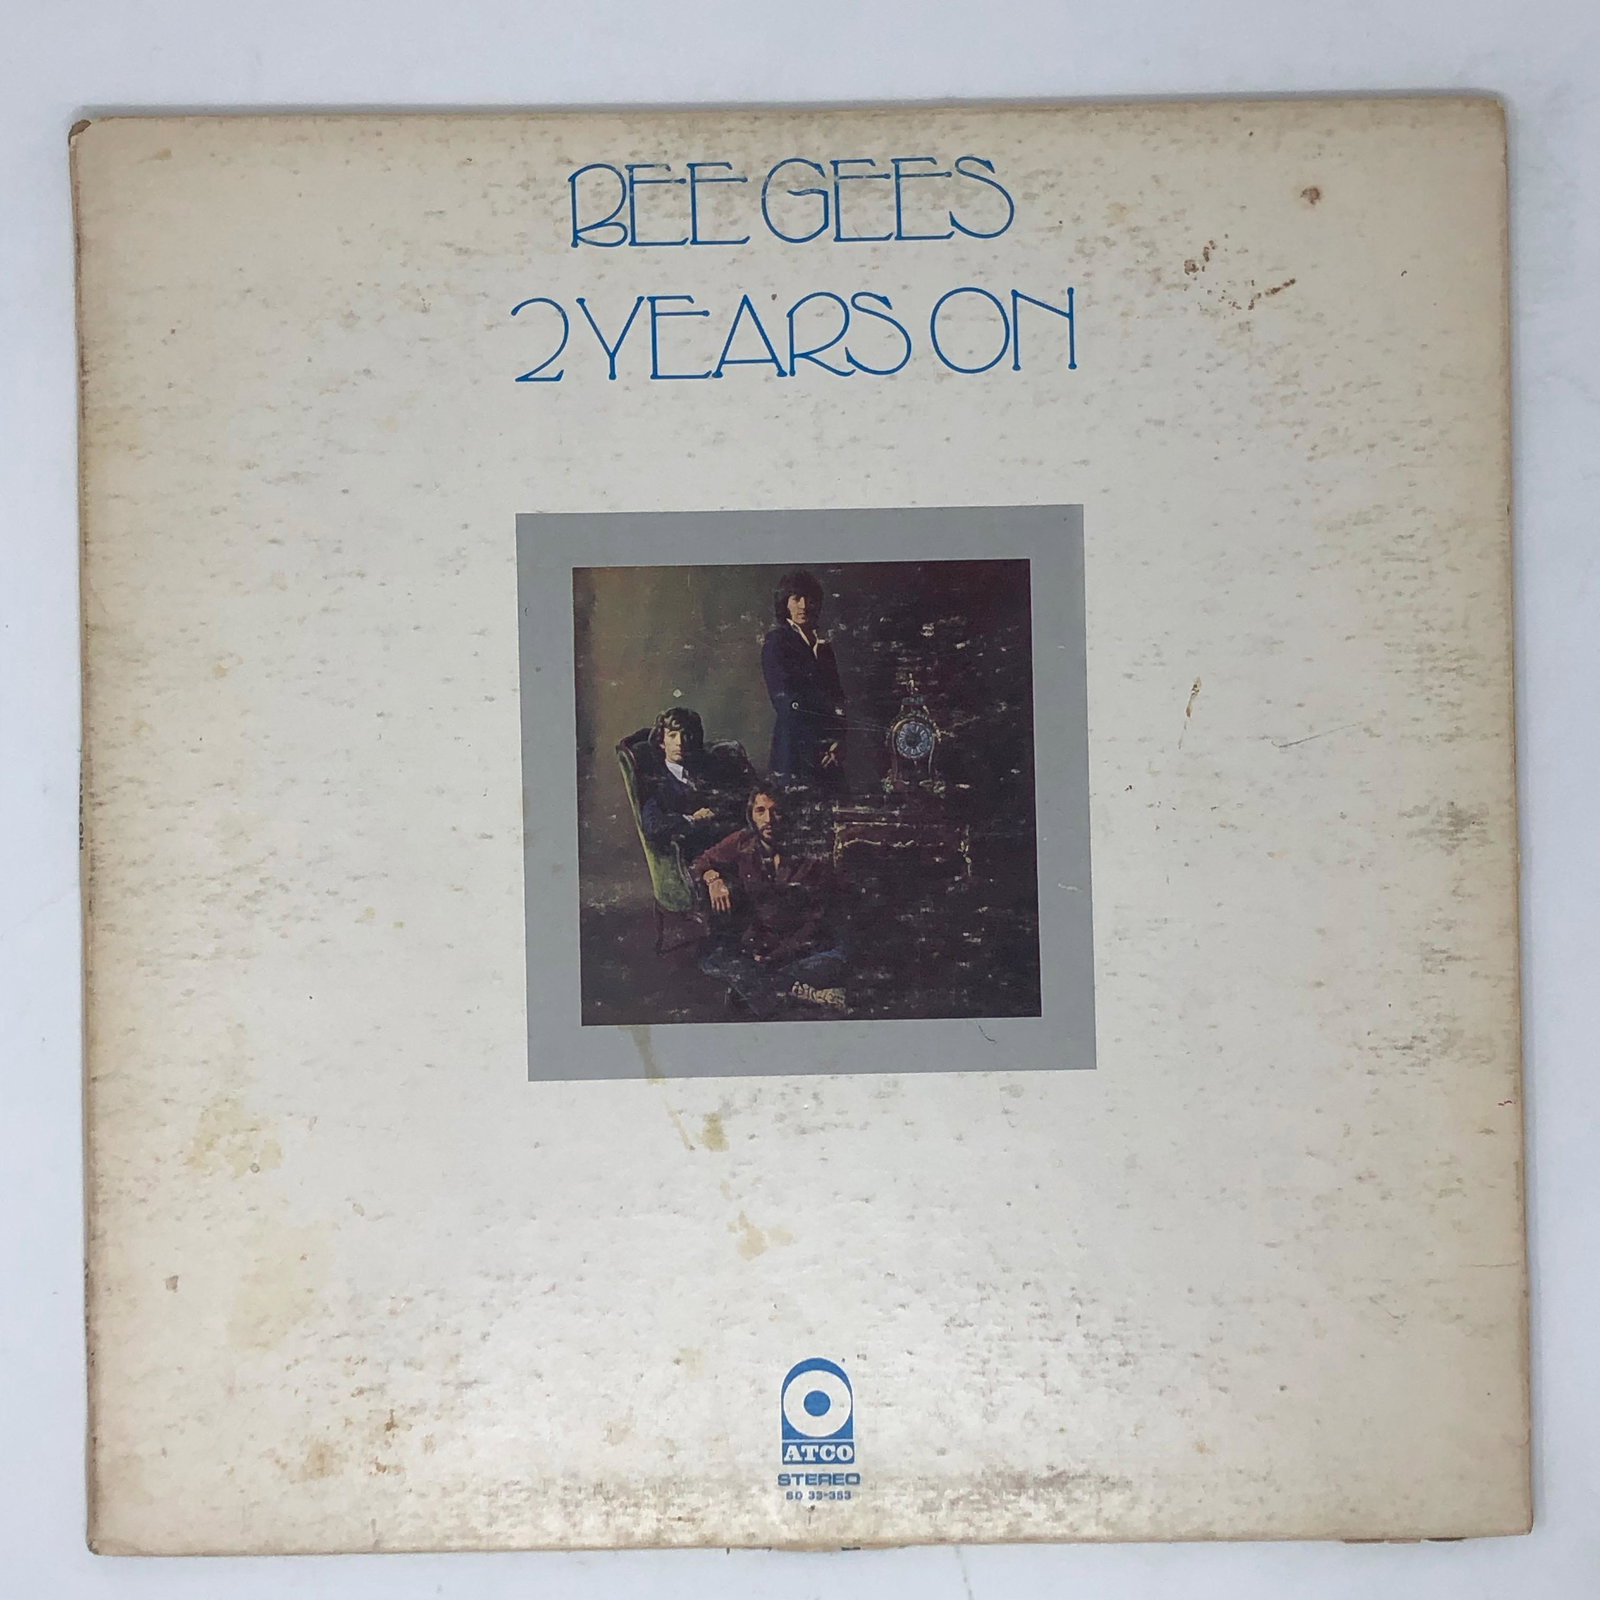 BEE GEES
2 YEARS ON
ATCO
STEREO
SD 33-353